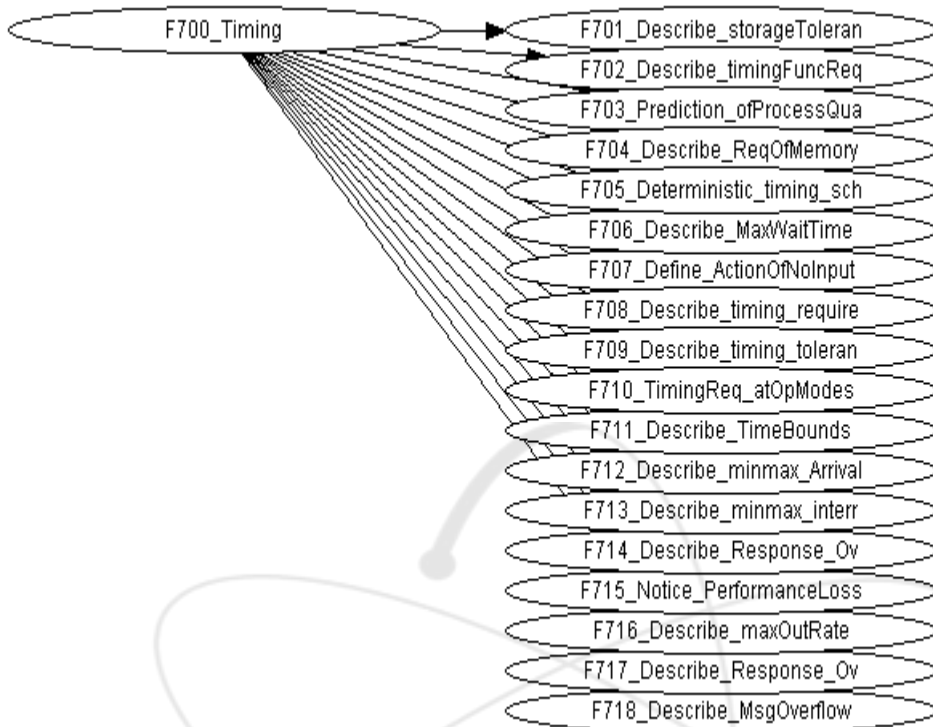 F700_Timing
F701_Describe_storageToleran
F702_Describe_timingFuncReq
F703_Prediction_ofProcessQua
F704_Describe_ReqOfMemory
F705_Deterministic_timing_sch
F706_Describe_MaxWaitTime
F707_Define_ActionOfNoInput
F708_Describe_timing_require
F709_Describe_timing_toleran
F710_TimingReq_atOpModes
F711_Describe_TimeBounds
F712_Describe_minmax_Arrival
F713_Describe_minmax_interr
F714_Describe_Response_Ov
F715_Notice_PerformanceLoss
F716_Describe_maxOutRate
F717_Describe_Response_Ov
F718_Describe_MsgOverflow